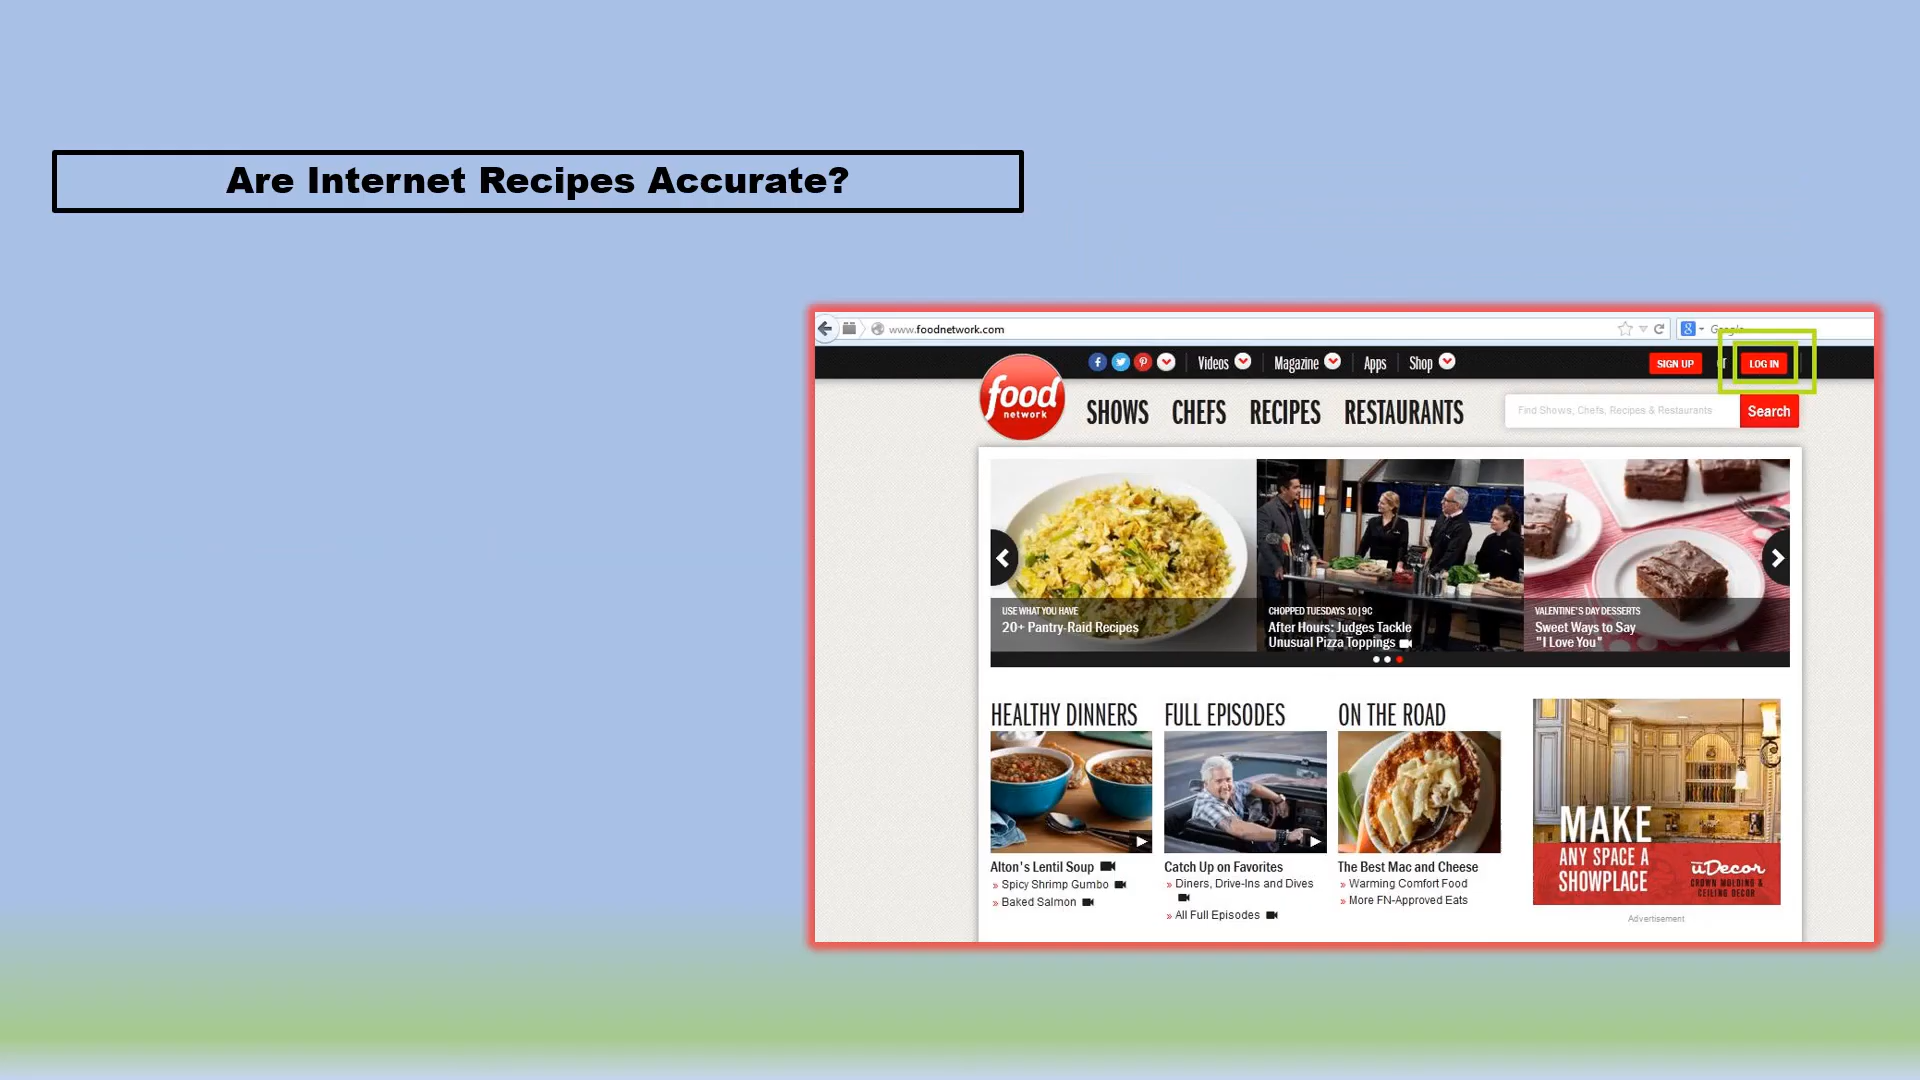 Are Internet Recipes Accurate?
www.foodnetwork.com
Videos
Magazine
Apps
Shop
SIGN UP
LOG IN
food
network
SHOWS
CHEFS
RECIPES
RESTAURANTS
Find Shows, Chefs, Recipes & Restaurants
Search
USE WHAT YOU HAVE
20+ Pantry-Raid Recipes
CHOPPED TUESDAYS 10|9C
After Hours: Judges Tackle
Unusual Pizza Toppings
VALENTINE'S DAY DESSERTS
Sweet Ways to Say
"I Love You"
HEALTHY DINNERS
Alton's Lentil Soup
» Spicy Shrimp Gumbo
» Baked Salmon
FULL EPISODES
Catch Up on Favorites
» Diners, Drive-Ins and Dives
» All Full Episodes
ON THE ROAD
The Best Mac and Cheese
» Warming Comfort Food
» More FN-Approved Eats
MAKE
ANY SPACE A
SHOWPLACE
üDecor
CROWN MOLDING &
CEILING DECOR
Advertisement